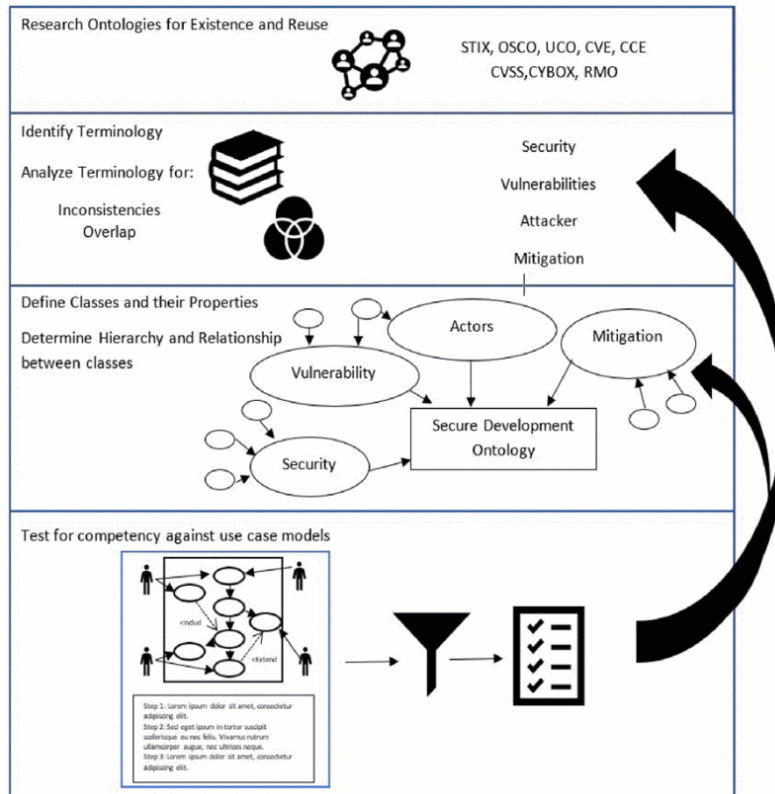 Research Ontologies for Existence and Reuse
STIX, OSCO, UCO, CVE, CCE
CVSS,CYBOX, RMO
Identify Terminology
Analyze Terminology for:
Inconsistencies
Overlap
Security
Vulnerabilities
Attacker
Mitigation
Define Classes and their Properties
Determine Hierarchy and Relationship
between classes
Actors
Mitigation
Vulnerability
Secure Development
Ontology
Security
Test for competency against use case models
<Includ
<Extend
Step 1: Lorem ipsum dolor sit amet, consectetur
adipiscing elit.
Step 2: Sed eget ipsum in tortor suscipit
scelerisque eu nec felis. Vivamus rutrum
ullamcorper augue, nec ultrices neque.
Step 3: Lorem ipsum dolor sit amet, consectetur
adipiscing elit.